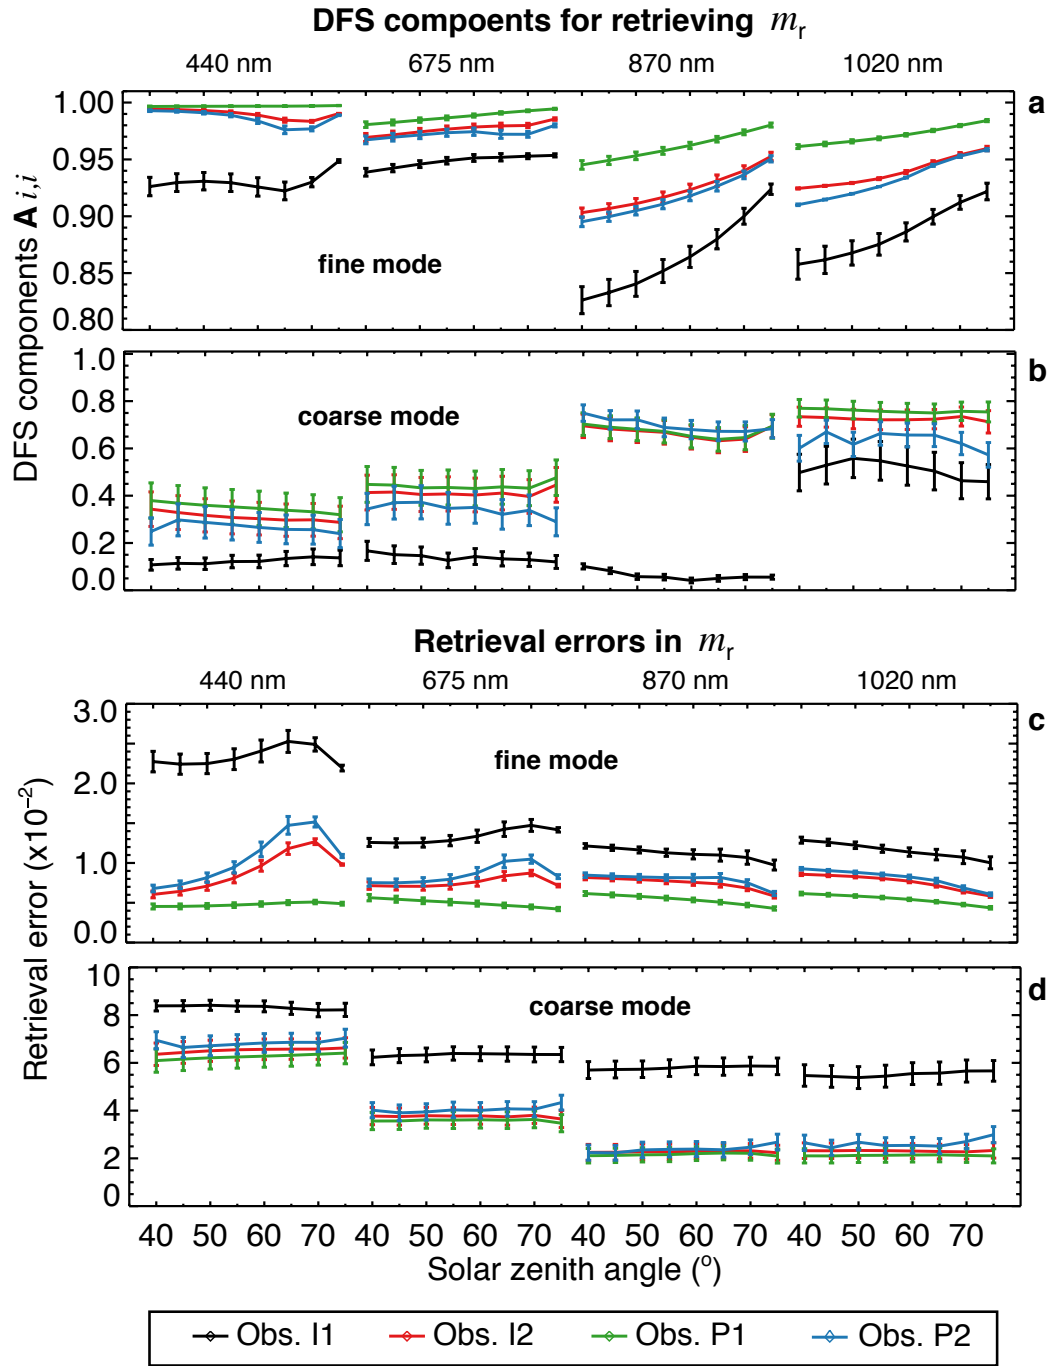 DFS compoents for retrieving m_r
440 nm 675 nm 870 nm 1020 nm
DFS components A i,i
1.00
0.95
0.90
0.85
0.80
fine mode
a
1.0
0.8
0.6
0.4
0.2
0.0
coarse mode
b
Retrieval errors in m_r
440 nm 675 nm 870 nm 1020 nm
Retrieval error (x10⁻²)
3.0
2.0
1.0
0.0
fine mode
c
10
8
6
4
2
0
coarse mode
d
40 50 60 70 40 50 60 70 40 50 60 70 40 50 60 70
Solar zenith angle (°)
Obs. I1 Obs. I2 Obs. P1 Obs. P2